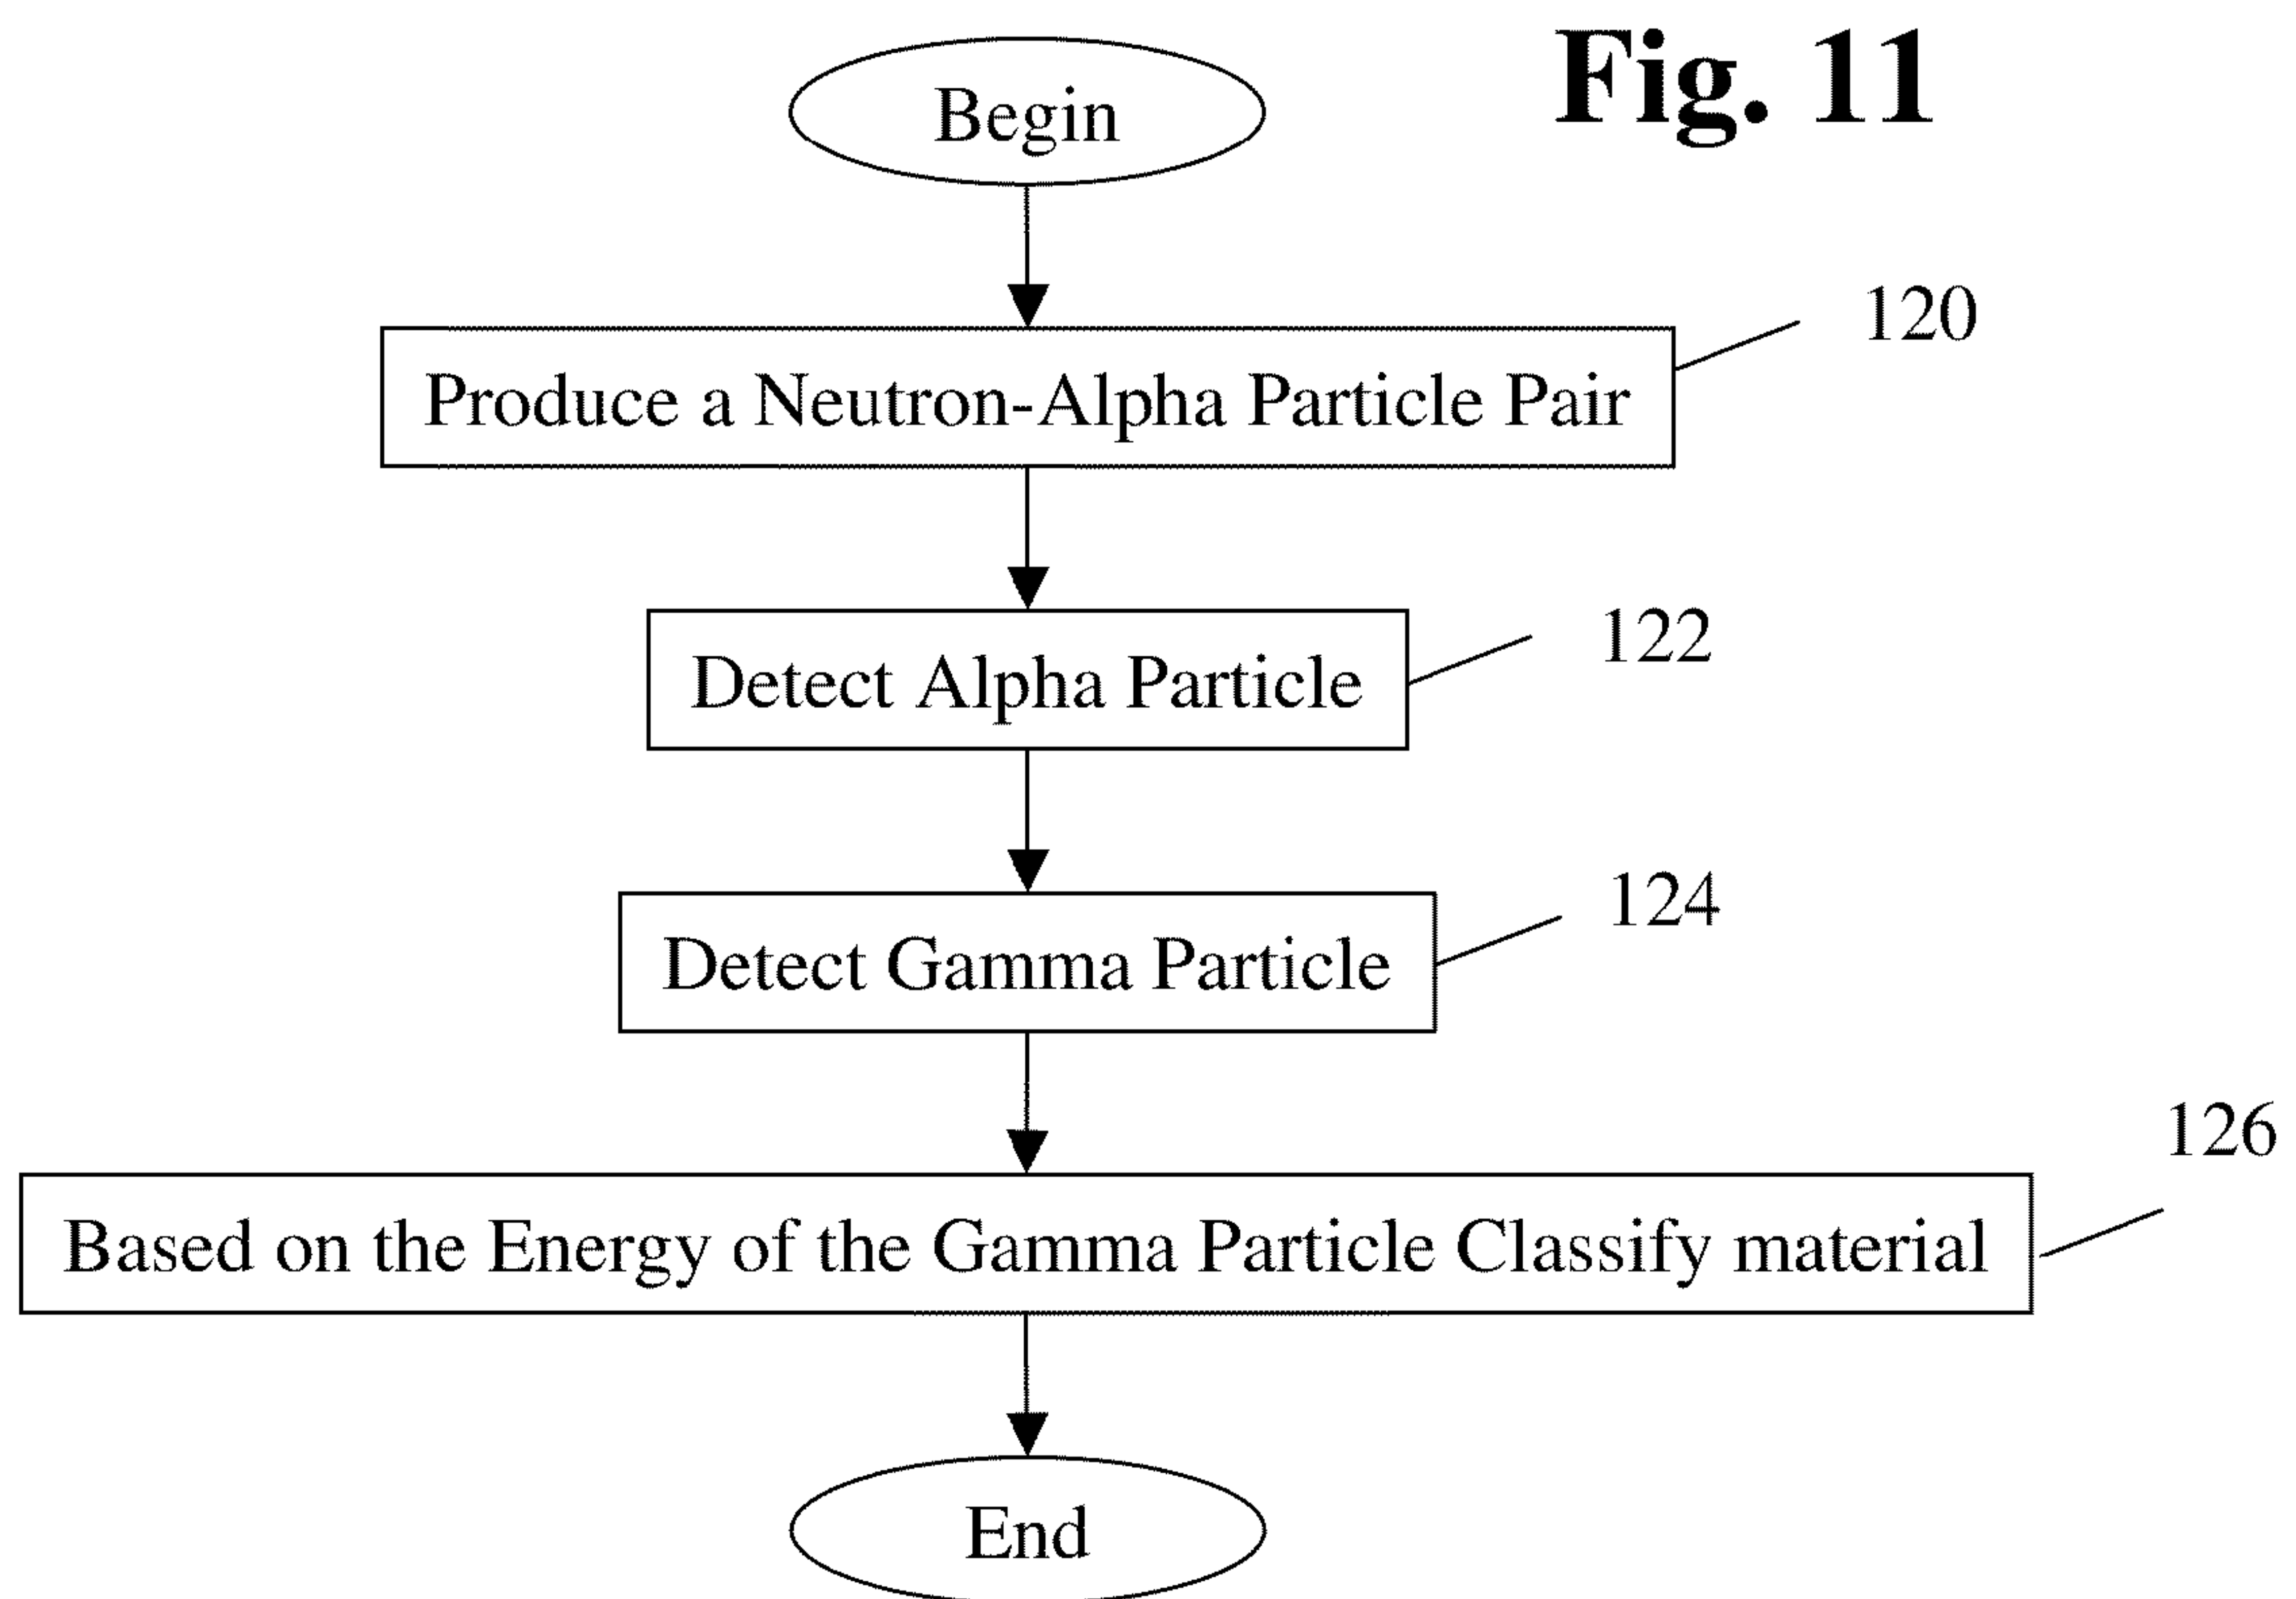 Fig. 11
Begin
120
Produce a Neutron-Alpha Particle Pair
122
Detect Alpha Particle
124
Detect Gamma Particle
126
Based on the Energy of the Gamma Particle Classify material
End